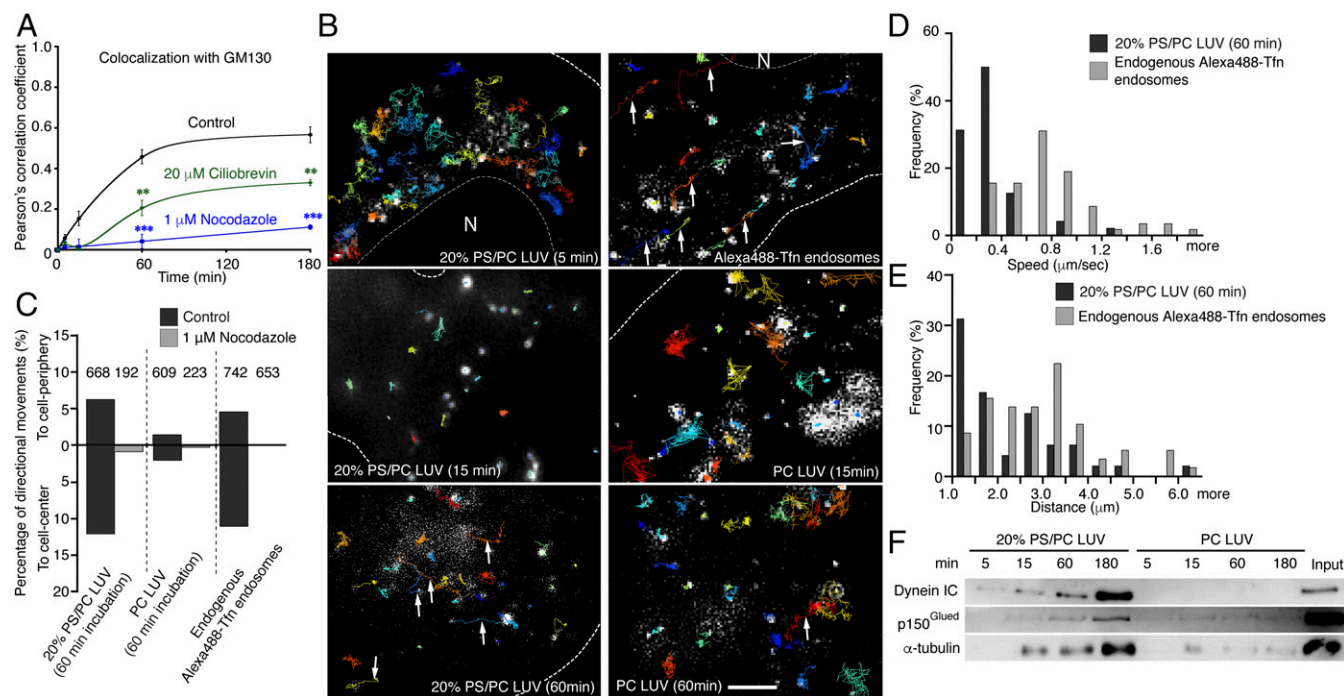 A
Colocalization with GM130
Pearson's correlation coefficient
1.0
0.8
0.6
0.4
0.2
0
Control
20 μM Ciliobrevin
**
**
1 μM Nocodazole
***
***
0
60
120
180
Time (min)
B
N
20% PS/PC LUV (5 min)
N
Alexa488-Tfn endosomes
20% PS/PC LUV (15 min)
PC LUV (15min)
20% PS/PC LUV (60min)
PC LUV (60min)
C
Control
1 μM Nocodazole
Percentage of directional movements (%)
To cell-center
To cell-periphery
15
10
5
0
5
10
15
20
668 192 609 223 742 653
20% PS/PC LUV
(60 min incubation)
PC LUV
(60 min incubation)
Endogenous
Alexa488-Tfn endosomes
D
20% PS/PC LUV (60 min)
Endogenous Alexa488-Tfn
endosomes
Frequency (%)
60
40
20
0
0 0.4 0.8 1.2 1.6 more
Speed (μm/sec)
E
20% PS/PC LUV (60 min)
Endogenous Alexa488-Tfn endosomes
Frequency (%)
40
30
20
10
0
1.0 2.0 3.0 4.0 5.0 6.0 more
Distance (μm)
F
20% PS/PC LUV PC LUV
min 5 15 60 180 5 15 60 180 Input
Dynein IC
p150Glued
α-tubulin